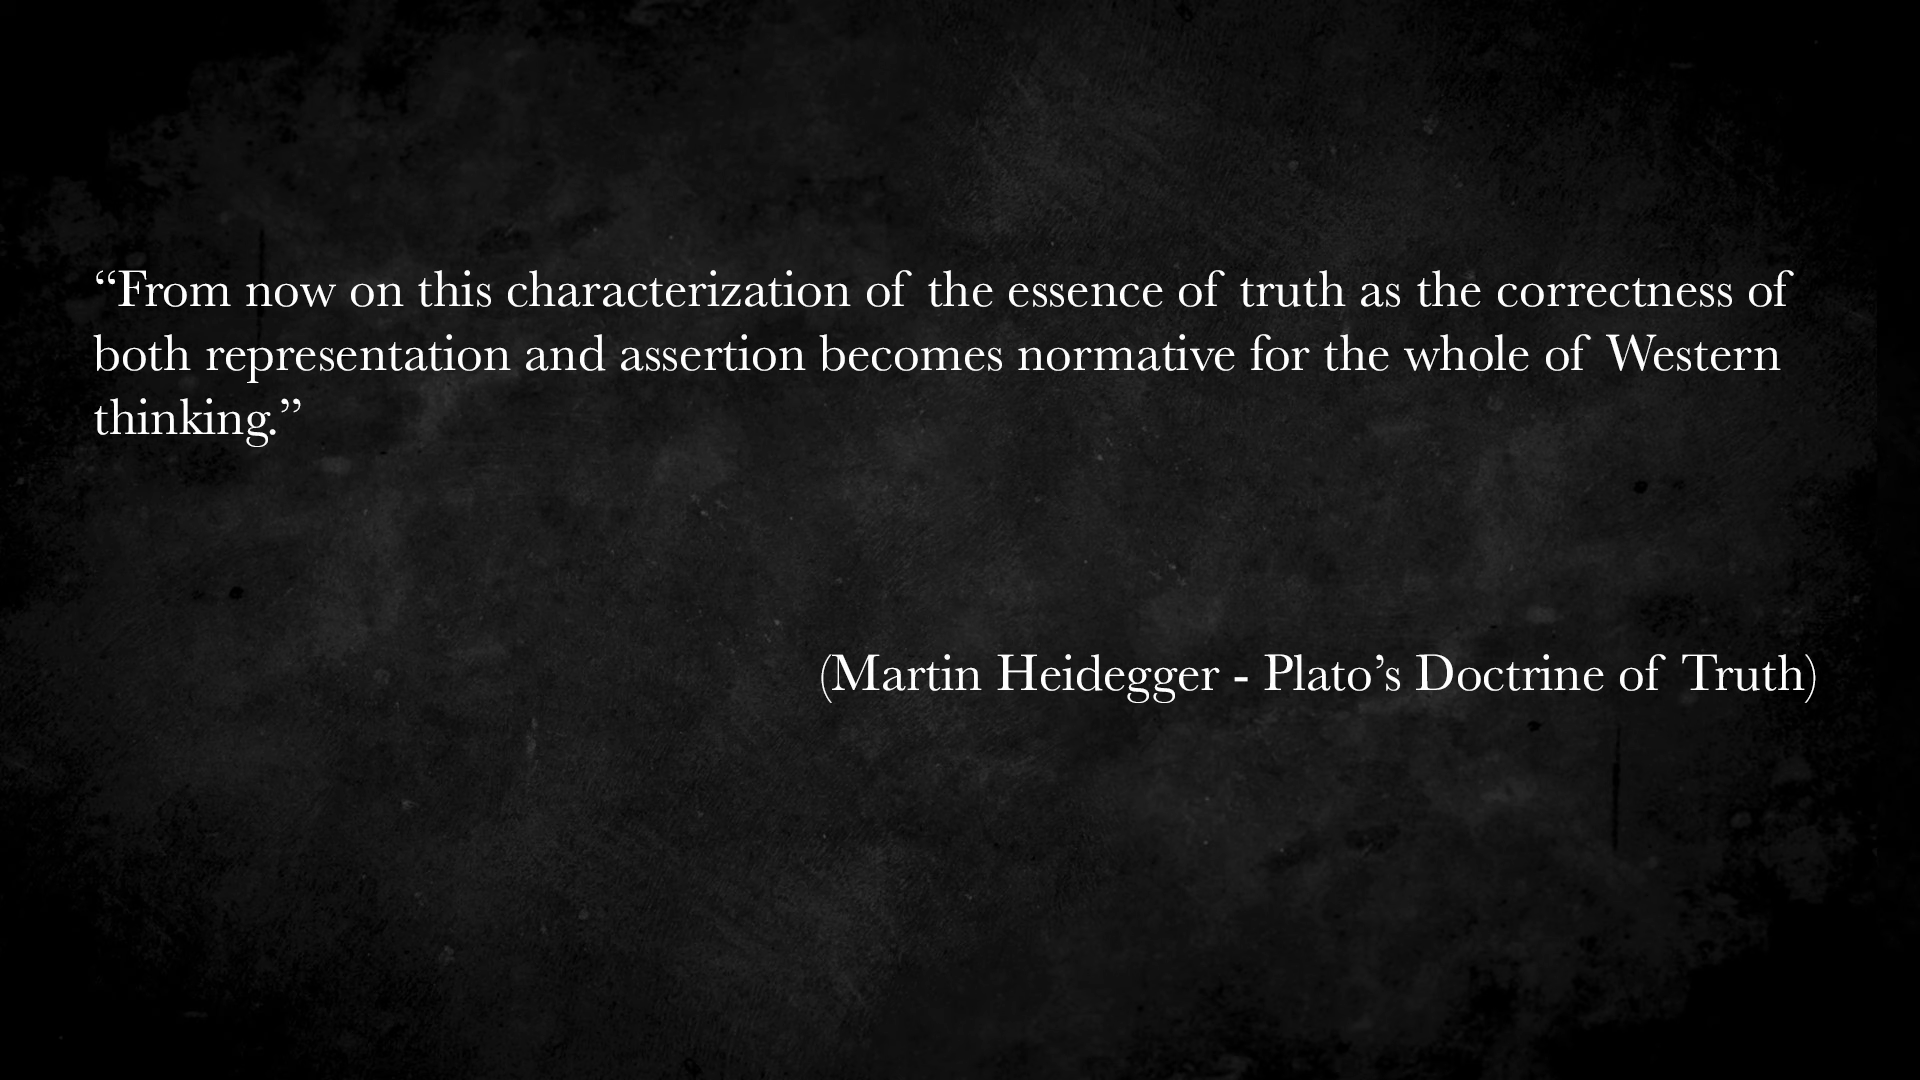 “From now on this characterization of the essence of truth as the correctness of
both representation and assertion becomes normative for the whole of Western
thinking.”
(Martin Heidegger - Plato’s Doctrine of Truth)